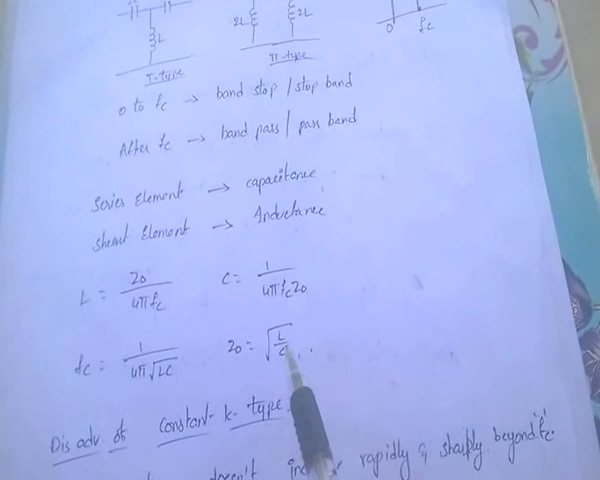 L 2L 2L 0 fc
T-type π-type
0 to fc → band stop / stop band
After fc → band pass / pass band
Series Element → capacitance
Shunt Element → Inductance
L = Z0 / 4πfc C = 1 / 4πfcZ0
fc = 1 / 4π√LC Z0 = √L/C
Dis adv of constant-k-type.
doesn't rapidly & sharply beyond 'fc'.